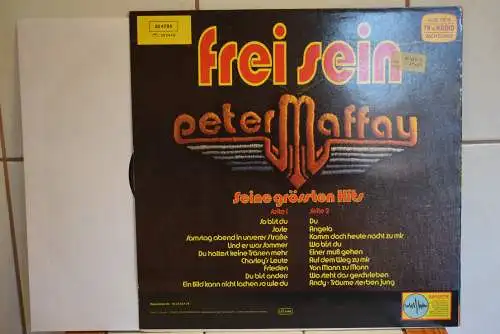 frei sein
peter Maffay
Seine grössten Hits
Seite 1
So bist du
Josie
Samstag abend in unserer Straße
Und er war Sommer
Du hattest keine Tränen mehr
Charley's Leute
Frieden
Du bist anders
Ein Bild kann nicht lachen so wie du
Seite 2
Du
Angela
Komm doch heute nacht zu mir
Wo bist du
Einer muß gehen
Auf dem Weg zu mir
Von Mann zu Mann
Wo steht das geschrieben
Andy - Träume sterben jung